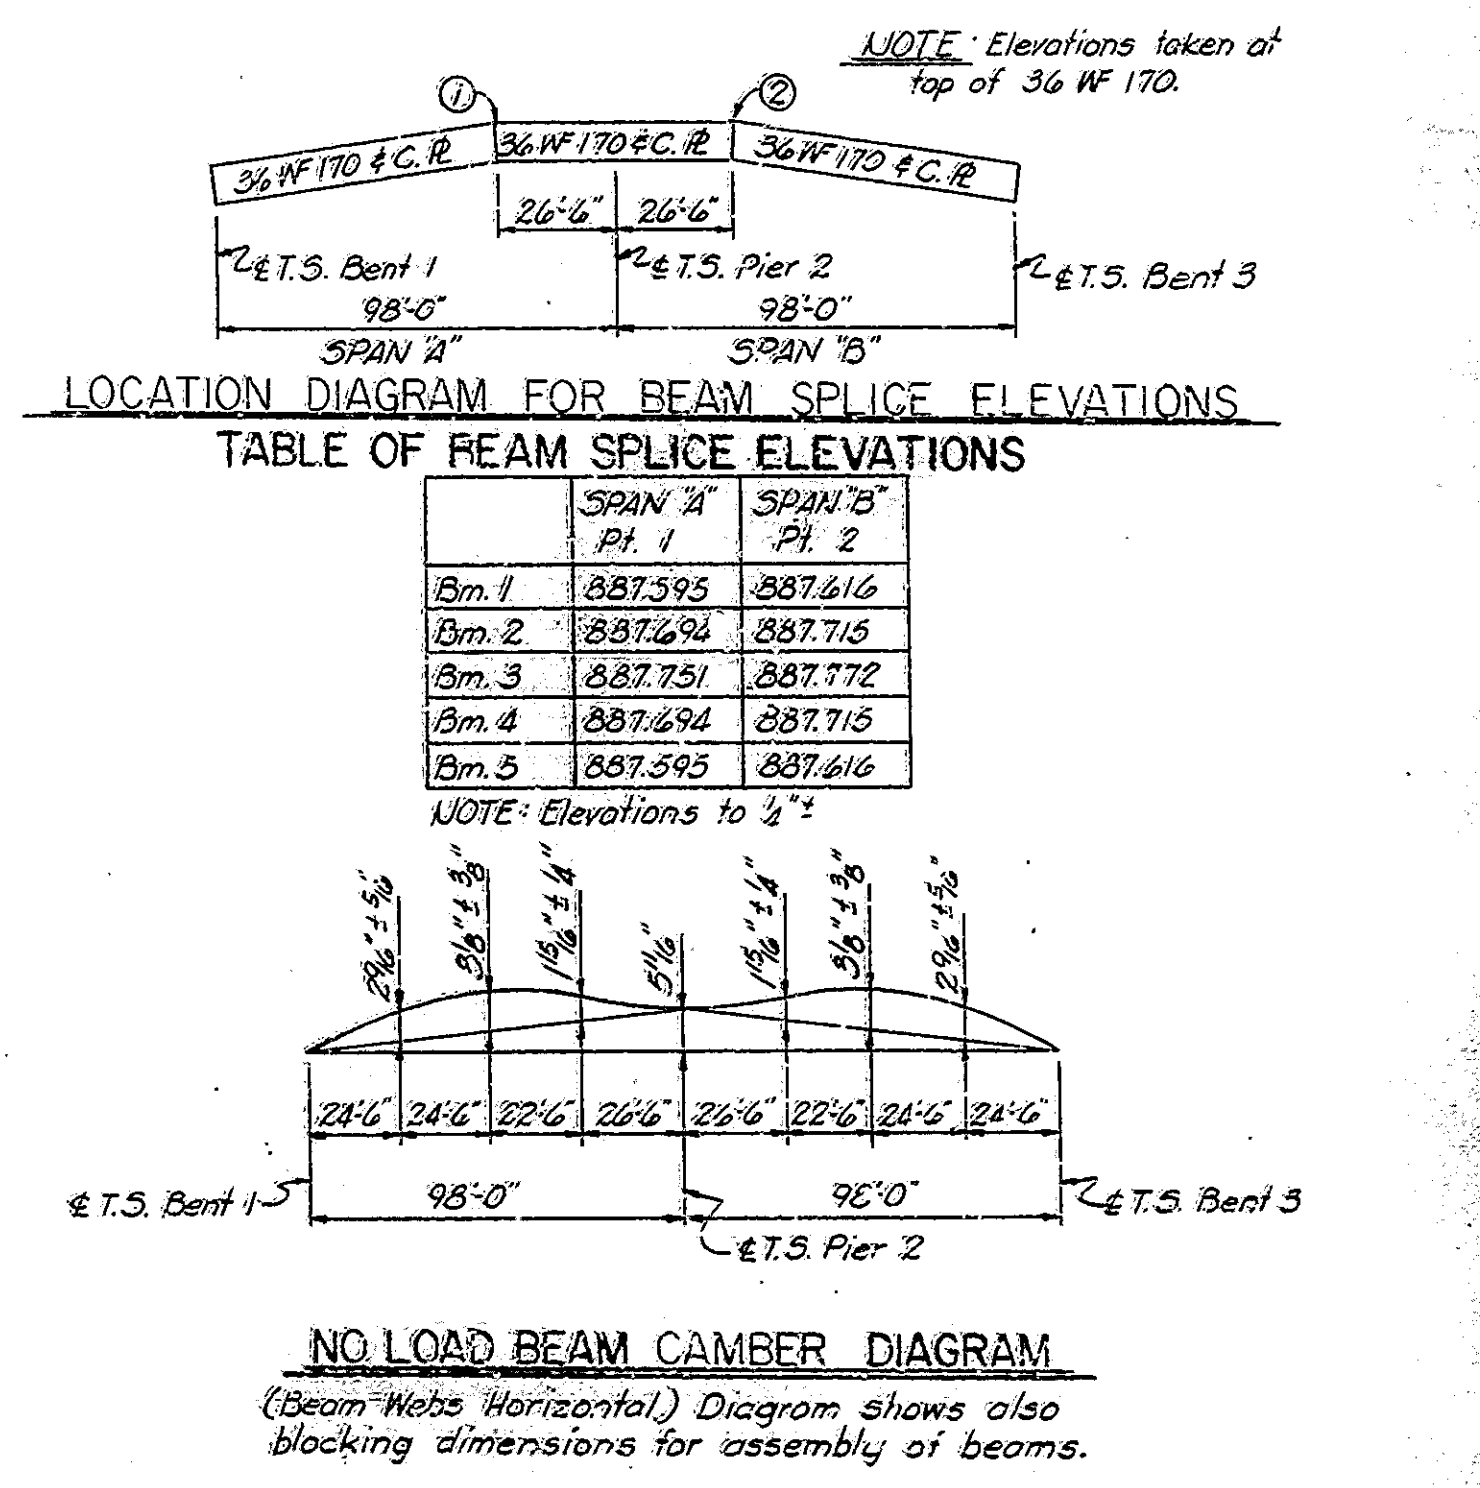 NOTE: Elevations taken at
top of 36 WF 170.
① ②
36 WF 170 & C. ℞ 36 WF 170 & C. ℞ 36 WF 170 & C. ℞
26'-6" 26'-6"
℄ T.S. Bent 1 ℄ T.S. Pier 2 ℄ T.S. Bent 3
98'-0" 98'-0"
SPAN "A" SPAN "B"
LOCATION DIAGRAM FOR BEAM SPLICE ELEVATIONS
TABLE OF BEAM SPLICE ELEVATIONS
SPAN "A" SPAN "B"
Pt. 1 Pt. 2
Bm. 1 887.595 887.616
Bm. 2 887.694 887.715
Bm. 3 887.751 887.772
Bm. 4 887.694 887.715
Bm. 5 887.595 887.616
NOTE: Elevations to ±
2 9/16" ± 5/16" 3 1/8" ± 3/8" 1 15/16" ± 1/4" 5 11/16" 1 15/16" ± 1/4" 3 1/8" ± 3/8" 2 9/16" ± 5/16"
24'-6" 24'-6" 22'-6" 26'-6" 26'-6" 22'-6" 24'-6" 24'-6"
℄ T.S. Bent 1 98'-0" 98'-0" ℄ T.S. Bent 3
℄ T.S. Pier 2
NO LOAD BEAM CAMBER DIAGRAM
(Beam Webs Horizontal) Diagram shows also
blocking dimensions for assembly of beams.